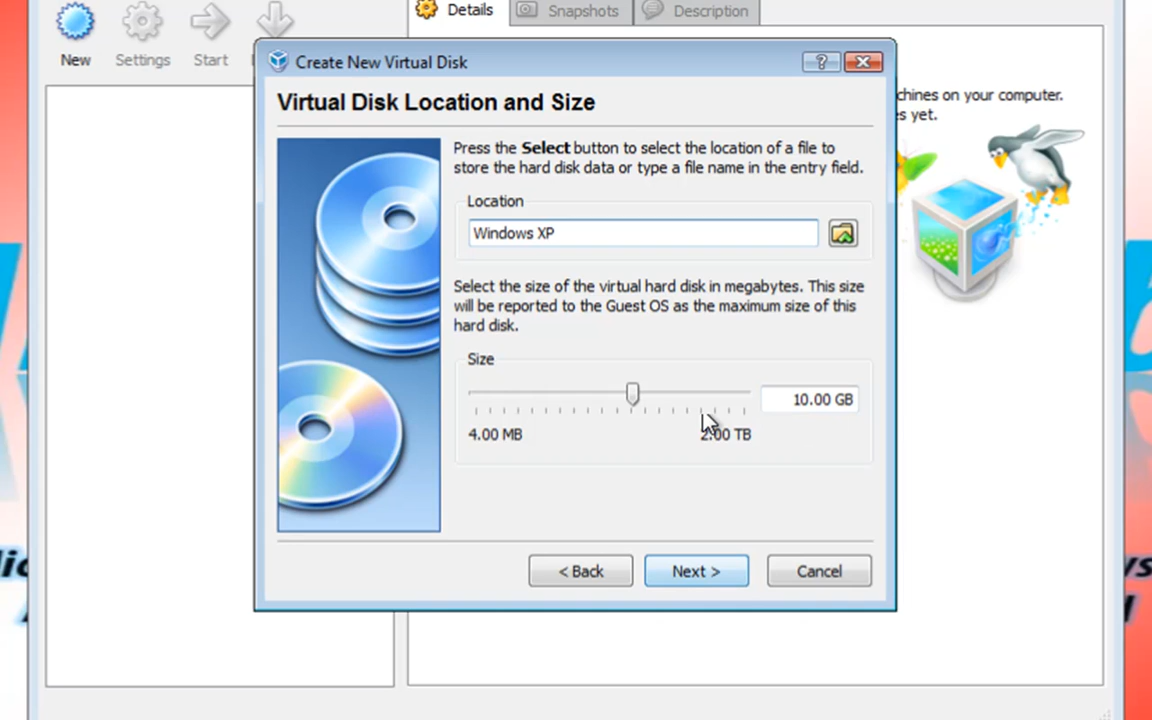 Details
Snapshots
Description
New
Settings
Start
Create New Virtual Disk
Virtual Disk Location and Size
chines on your computer.
s yet.
Press the Select button to select the location of a file to
store the hard disk data or type a file name in the entry field.
Location
Windows XP
Select the size of the virtual hard disk in megabytes. This size
will be reported to the Guest OS as the maximum size of this
hard disk.
Size
10.00 GB
4.00 MB
2.00 TB
< Back
Next >
Cancel